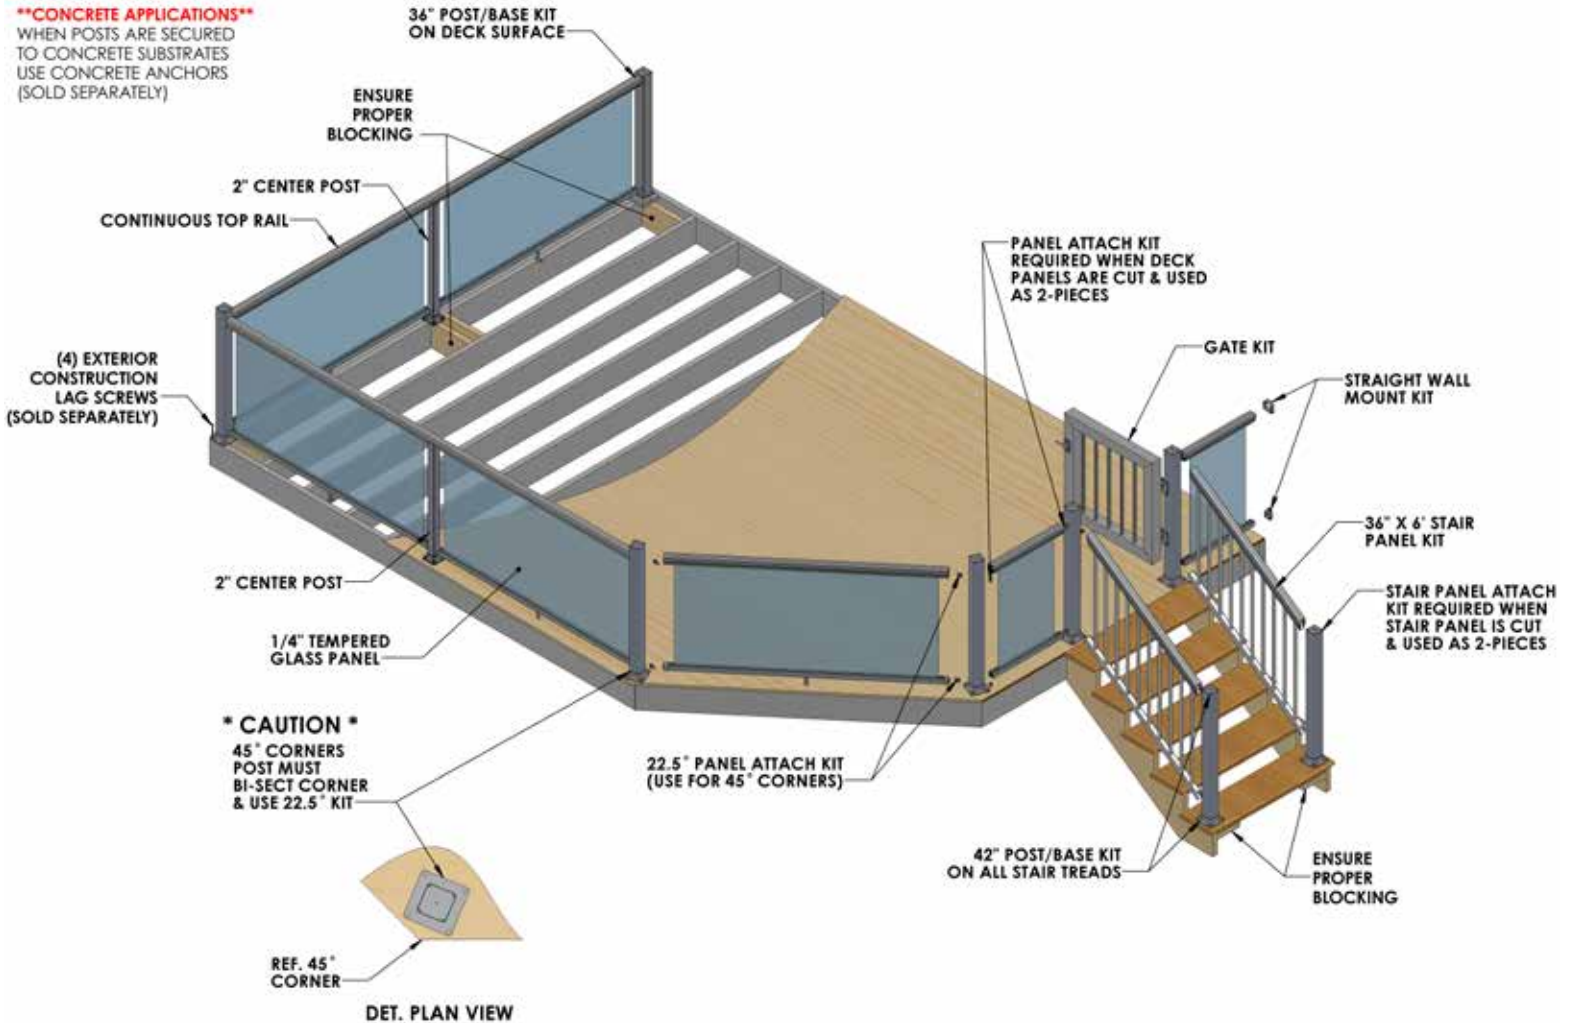 **CONCRETE APPLICATIONS**
WHEN POSTS ARE SECURED
TO CONCRETE SUBSTRATES
USE CONCRETE ANCHORS
(SOLD SEPARATELY)
36" POST/BASE KIT
ON DECK SURFACE
ENSURE
PROPER
BLOCKING
2" CENTER POST
CONTINUOUS TOP RAIL
PANEL ATTACH KIT
REQUIRED WHEN DECK
PANELS ARE CUT & USED
AS 2-PIECES
GATE KIT
STRAIGHT WALL
MOUNT KIT
(4) EXTERIOR
CONSTRUCTION
LAG SCREWS
(SOLD SEPARATELY)
36" X 6' STAIR
PANEL KIT
2" CENTER POST
STAIR PANEL ATTACH
KIT REQUIRED WHEN
STAIR PANEL IS CUT
& USED AS 2-PIECES
1/4" TEMPERED
GLASS PANEL
* CAUTION *
45° CORNERS
POST MUST
BI-SECT CORNER
& USE 22.5° KIT
22.5° PANEL ATTACH KIT
(USE FOR 45° CORNERS)
42" POST/BASE KIT
ON ALL STAIR TREADS
ENSURE
PROPER
BLOCKING
REF. 45°
CORNER
DET. PLAN VIEW